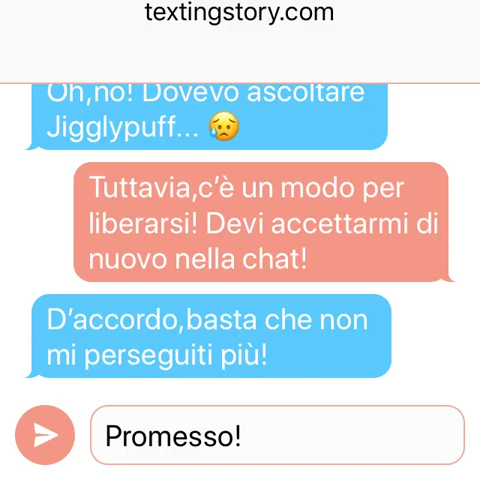 textingstory.com
Oh,no! Dovevo ascoltare
Jigglypuff... 😥
Tuttavia,c'è un modo per
liberarsi! Devi accettarmi di
nuovo nella chat!
D'accordo,basta che non
mi perseguiti più!
Promesso!